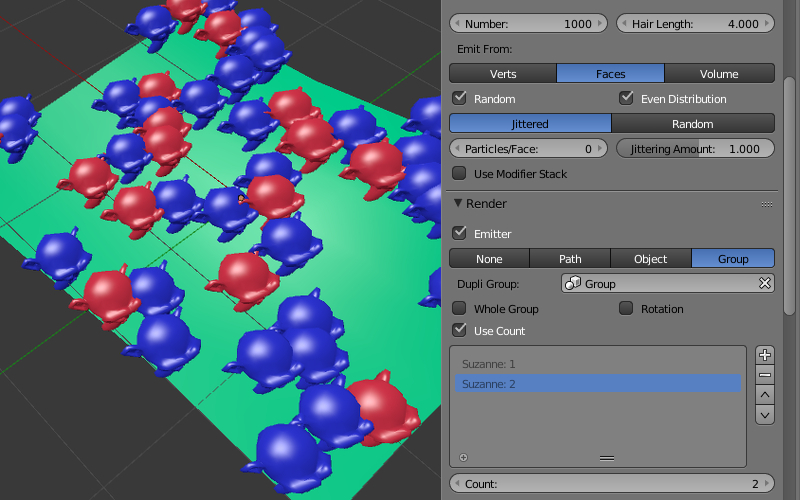 Number: 1000 Hair Length: 4.000
Emit From:
Verts Faces Volume
Random Even Distribution
Jittered Random
Particles/Face: 0 Jittering Amount: 1.000
Use Modifier Stack
Render
Emitter
None Path Object Group
Dupli Group: Group
Whole Group Rotation
Use Count
Suzanne: 1
Suzanne: 2
Count: 2